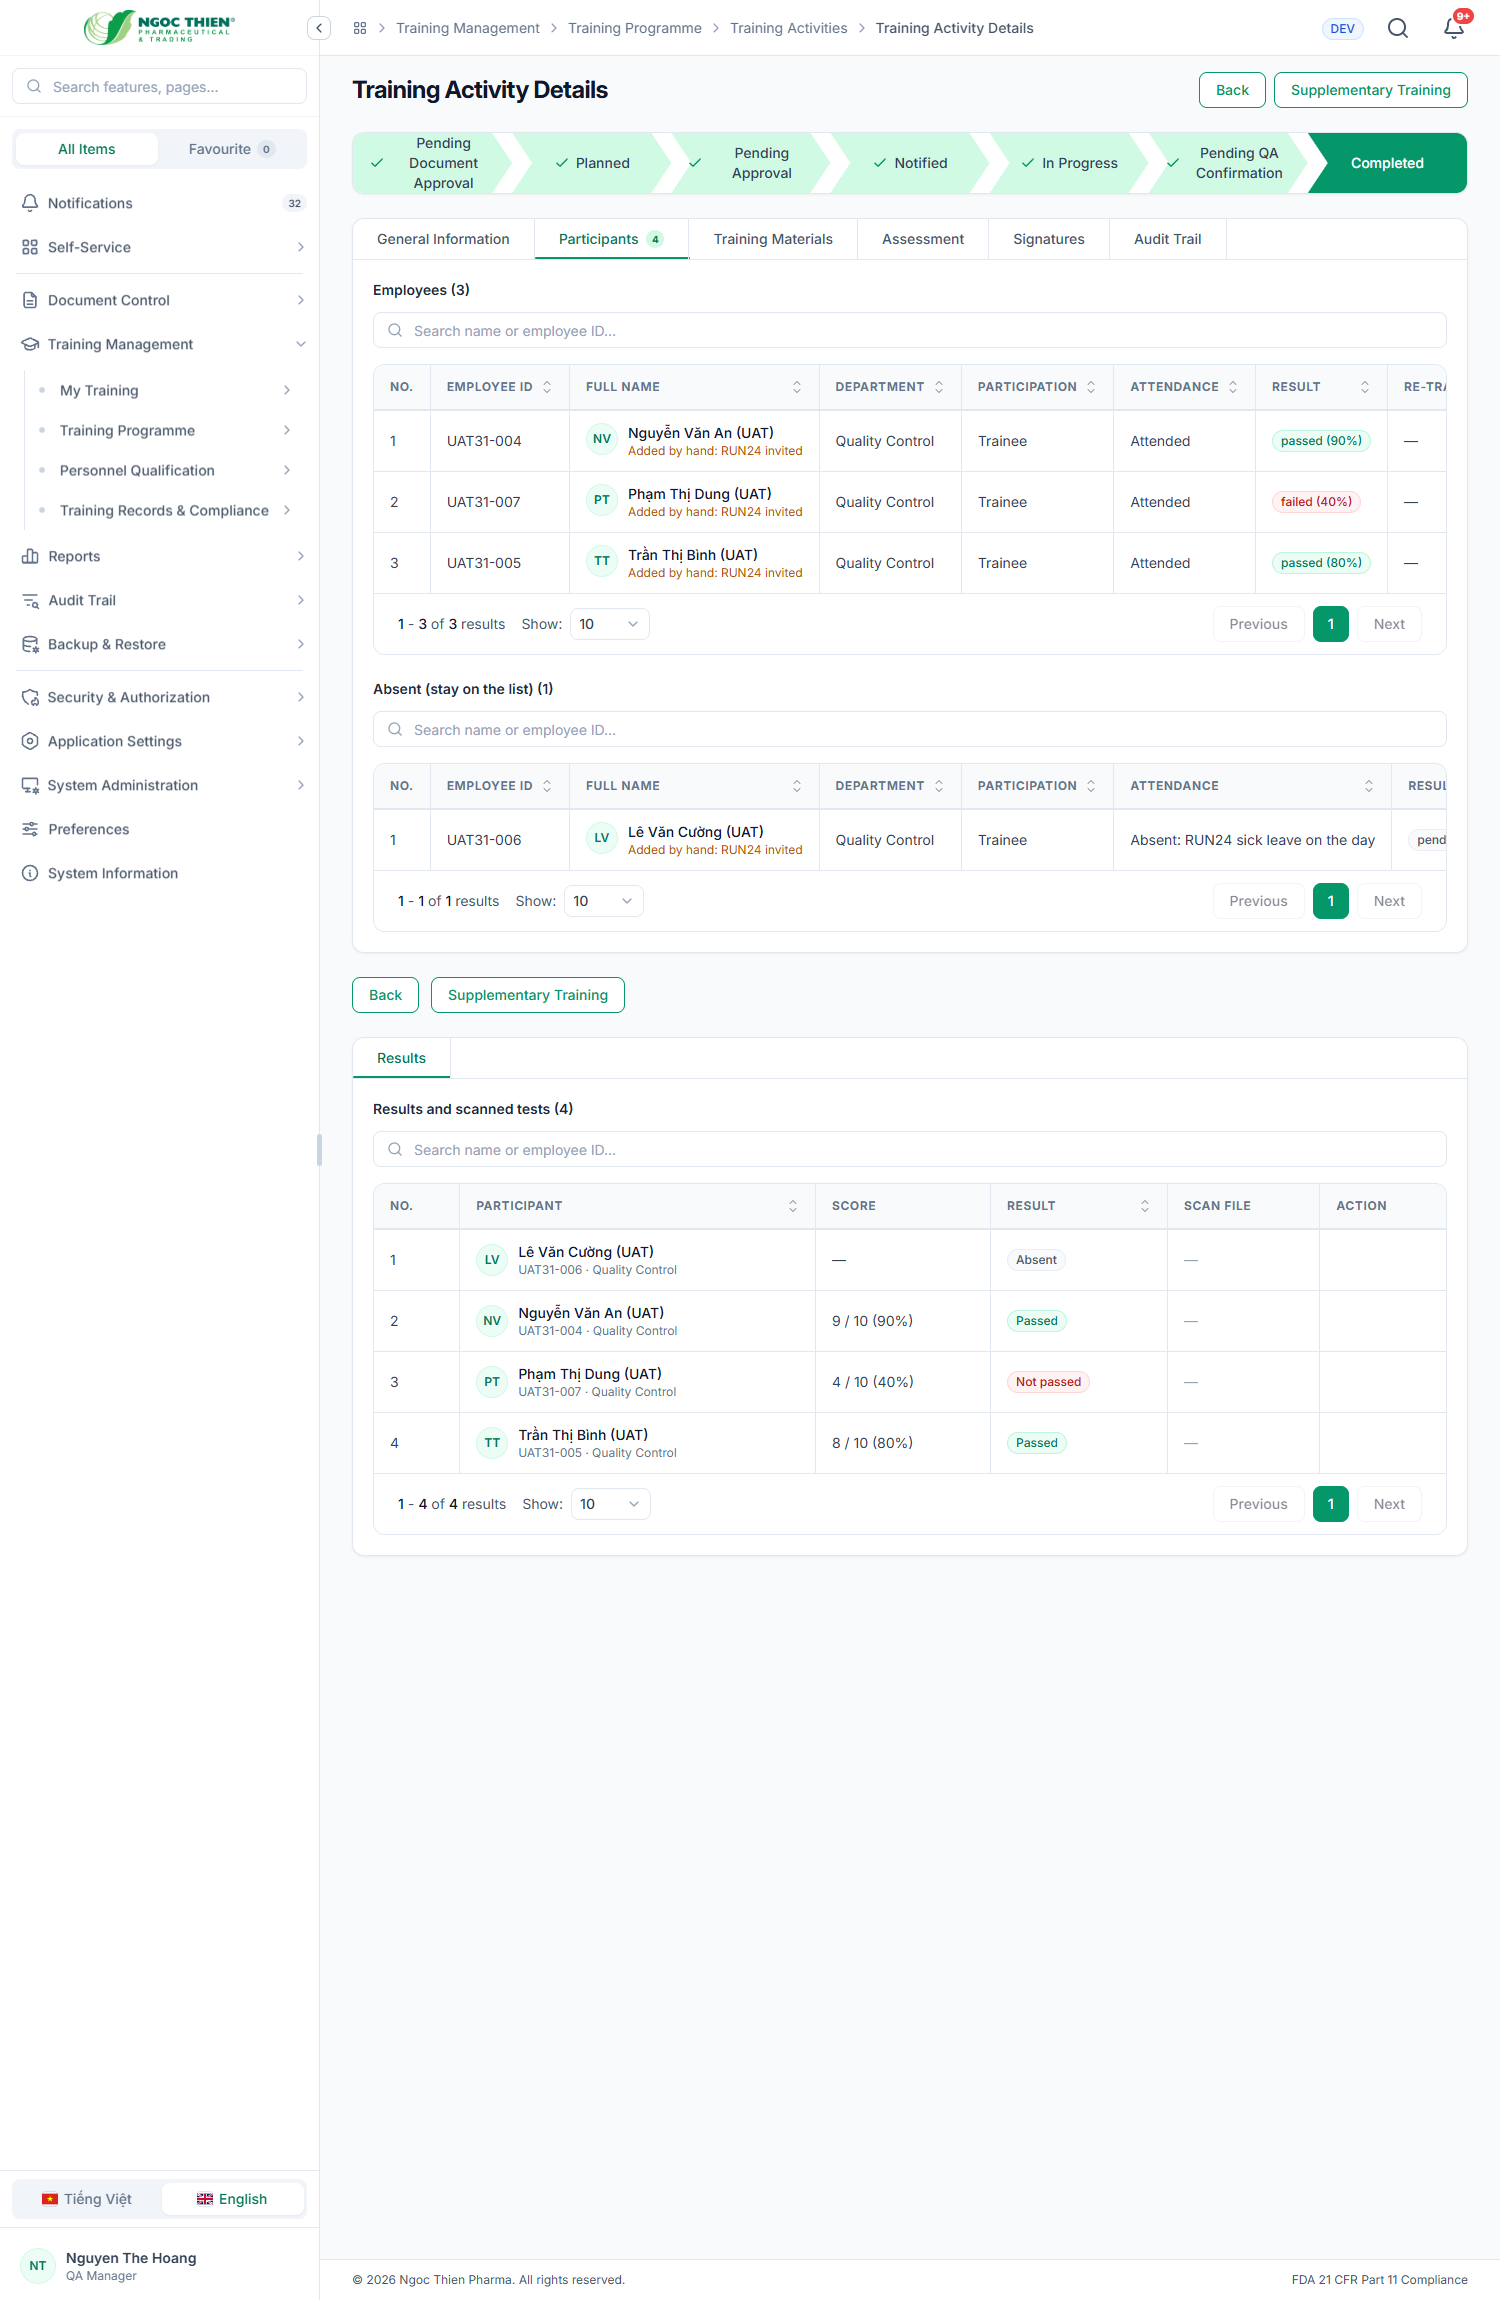 NGOC THIEN®
PHARMACEUTICAL
& TRADING
Search features, pages...
All Items
Favourite 0
Notifications 32
Self-Service
Document Control
Training Management
My Training
Training Programme
Personnel Qualification
Training Records & Compliance
Reports
Audit Trail
Backup & Restore
Security & Authorization
Application Settings
System Administration
Preferences
System Information
Tiếng Việt
English
NT
Nguyen The Hoang
QA Manager
Training Management
Training Programme
Training Activities
Training Activity Details
DEV
9+
Training Activity Details
Back
Supplementary Training
Pending Document Approval
Planned
Pending Approval
Notified
In Progress
Pending QA Confirmation
Completed
General Information
Participants 4
Training Materials
Assessment
Signatures
Audit Trail
Employees (3)
Search name or employee ID...
NO. EMPLOYEE ID FULL NAME DEPARTMENT PARTICIPATION ATTENDANCE RESULT RE-TRA
1 UAT31-004 NV Nguyễn Văn An (UAT) Quality Control Trainee Attended passed (90%) —
Added by hand: RUN24 invited
2 UAT31-007 PT Phạm Thị Dung (UAT) Quality Control Trainee Attended failed (40%) —
Added by hand: RUN24 invited
3 UAT31-005 TT Trần Thị Bình (UAT) Quality Control Trainee Attended passed (80%) —
Added by hand: RUN24 invited
1 - 3 of 3 results Show: 10 Previous 1 Next
Absent (stay on the list) (1)
Search name or employee ID...
NO. EMPLOYEE ID FULL NAME DEPARTMENT PARTICIPATION ATTENDANCE RESUL
1 UAT31-006 LV Lê Văn Cường (UAT) Quality Control Trainee Absent: RUN24 sick leave on the day pend
Added by hand: RUN24 invited
1 - 1 of 1 results Show: 10 Previous 1 Next
Back
Supplementary Training
Results
Results and scanned tests (4)
Search name or employee ID...
NO. PARTICIPANT SCORE RESULT SCAN FILE ACTION
1 LV Lê Văn Cường (UAT) — Absent —
UAT31-006 · Quality Control
2 NV Nguyễn Văn An (UAT) 9 / 10 (90%) Passed —
UAT31-004 · Quality Control
3 PT Phạm Thị Dung (UAT) 4 / 10 (40%) Not passed —
UAT31-007 · Quality Control
4 TT Trần Thị Bình (UAT) 8 / 10 (80%) Passed —
UAT31-005 · Quality Control
1 - 4 of 4 results Show: 10 Previous 1 Next
© 2026 Ngoc Thien Pharma. All rights reserved.
FDA 21 CFR Part 11 Compliance